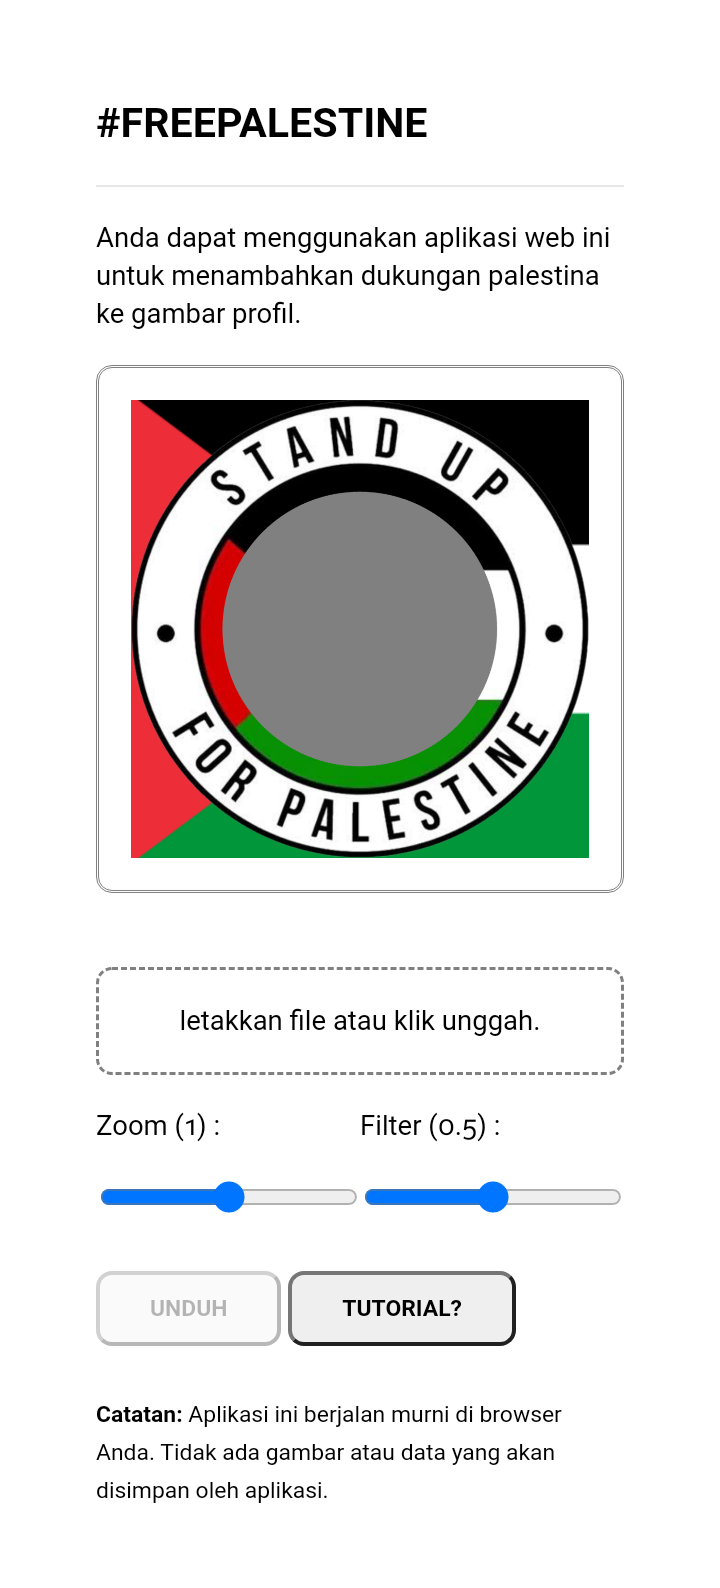 #FREEPALESTINE
Anda dapat menggunakan aplikasi web ini
untuk menambahkan dukungan palestina
ke gambar profil.
STAND UP
FOR PALESTINE
letakkan file atau klik unggah.
Zoom (1) : Filter (0.5) :
UNDUH TUTORIAL?
Catatan: Aplikasi ini berjalan murni di browser
Anda. Tidak ada gambar atau data yang akan
disimpan oleh aplikasi.